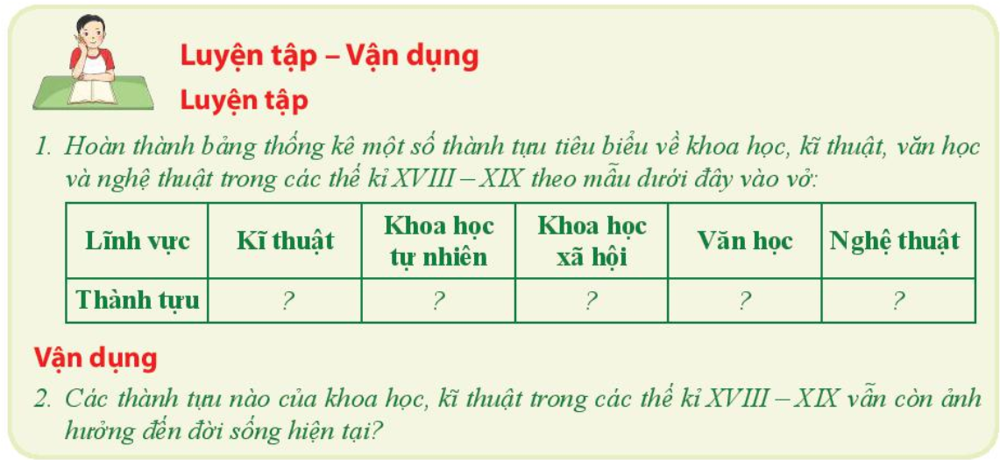 Luyện tập – Vận dụng
Luyện tập
1. Hoàn thành bảng thống kê một số thành tựu tiêu biểu về khoa học, kĩ thuật, văn học
và nghệ thuật trong các thế kỉ XVIII – XIX theo mẫu dưới đây vào vở:
Lĩnh vực Kĩ thuật Khoa học tự nhiên Khoa học xã hội Văn học Nghệ thuật
Thành tựu ? ? ? ? ?
Vận dụng
2. Các thành tựu nào của khoa học, kĩ thuật trong các thế kỉ XVIII – XIX vẫn còn ảnh
hưởng đến đời sống hiện tại?